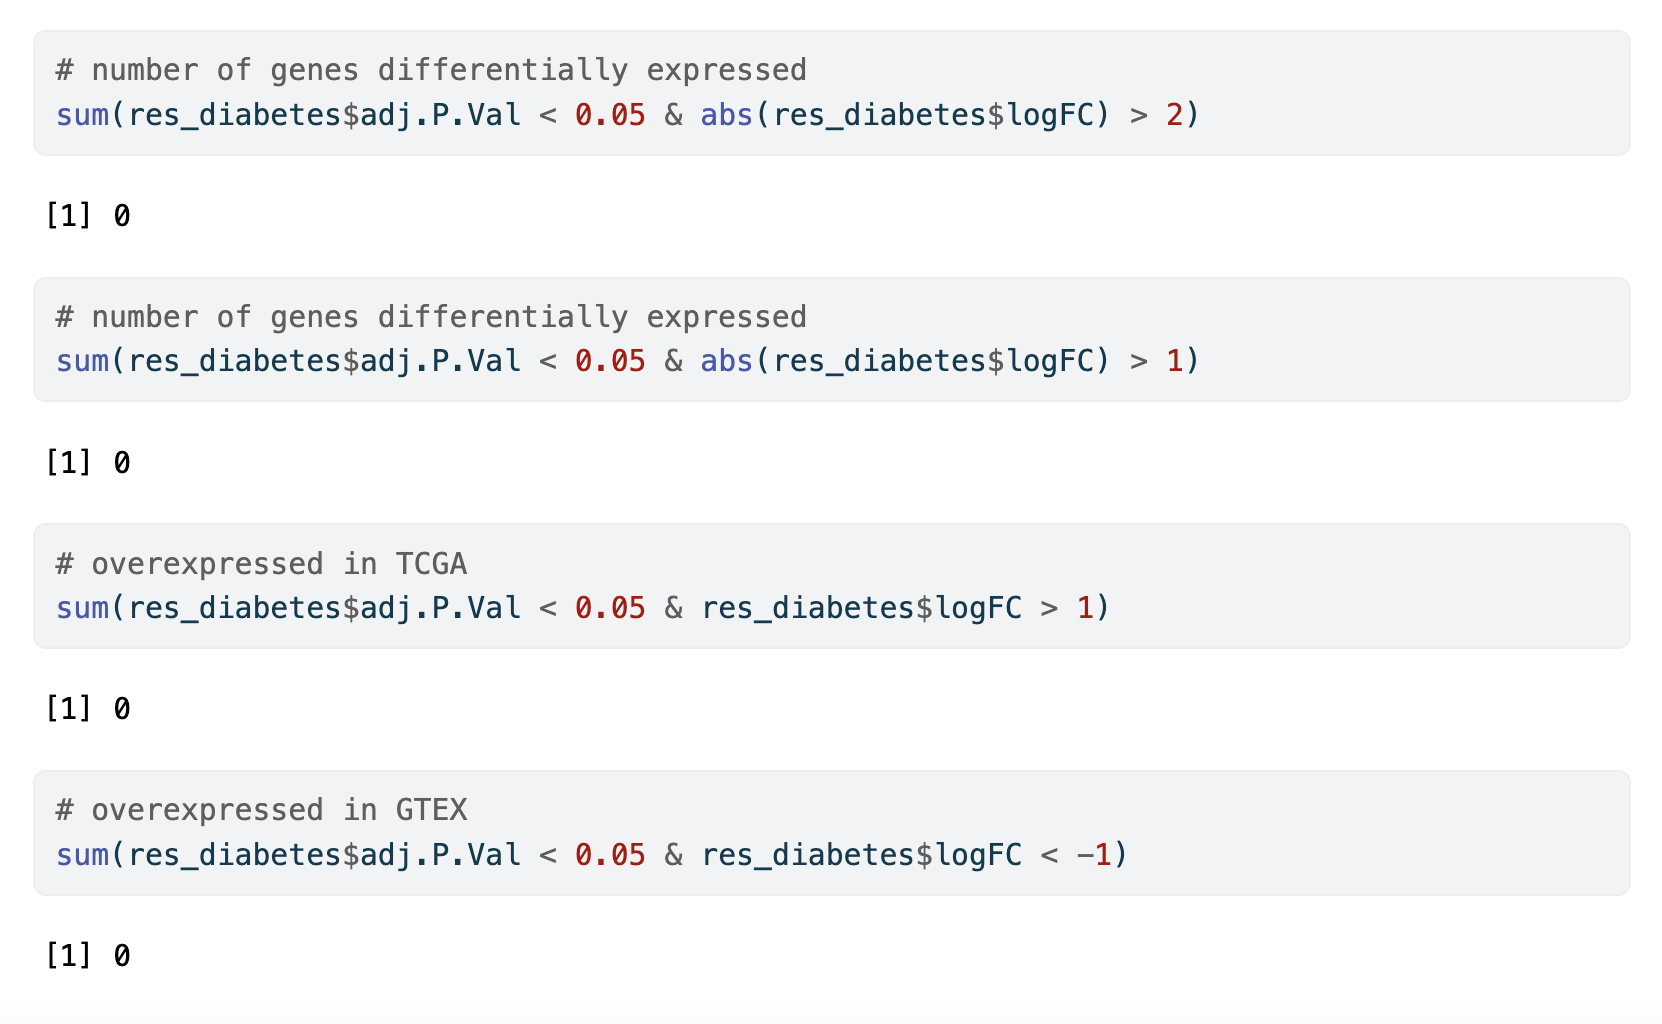 # number of genes differentially expressed
sum(res_diabetes$adj.P.Val < 0.05 & abs(res_diabetes$logFC) > 2)
[1] 0
# number of genes differentially expressed
sum(res_diabetes$adj.P.Val < 0.05 & abs(res_diabetes$logFC) > 1)
[1] 0
# overexpressed in TCGA
sum(res_diabetes$adj.P.Val < 0.05 & res_diabetes$logFC > 1)
[1] 0
# overexpressed in GTEX
sum(res_diabetes$adj.P.Val < 0.05 & res_diabetes$logFC < −1)
[1] 0